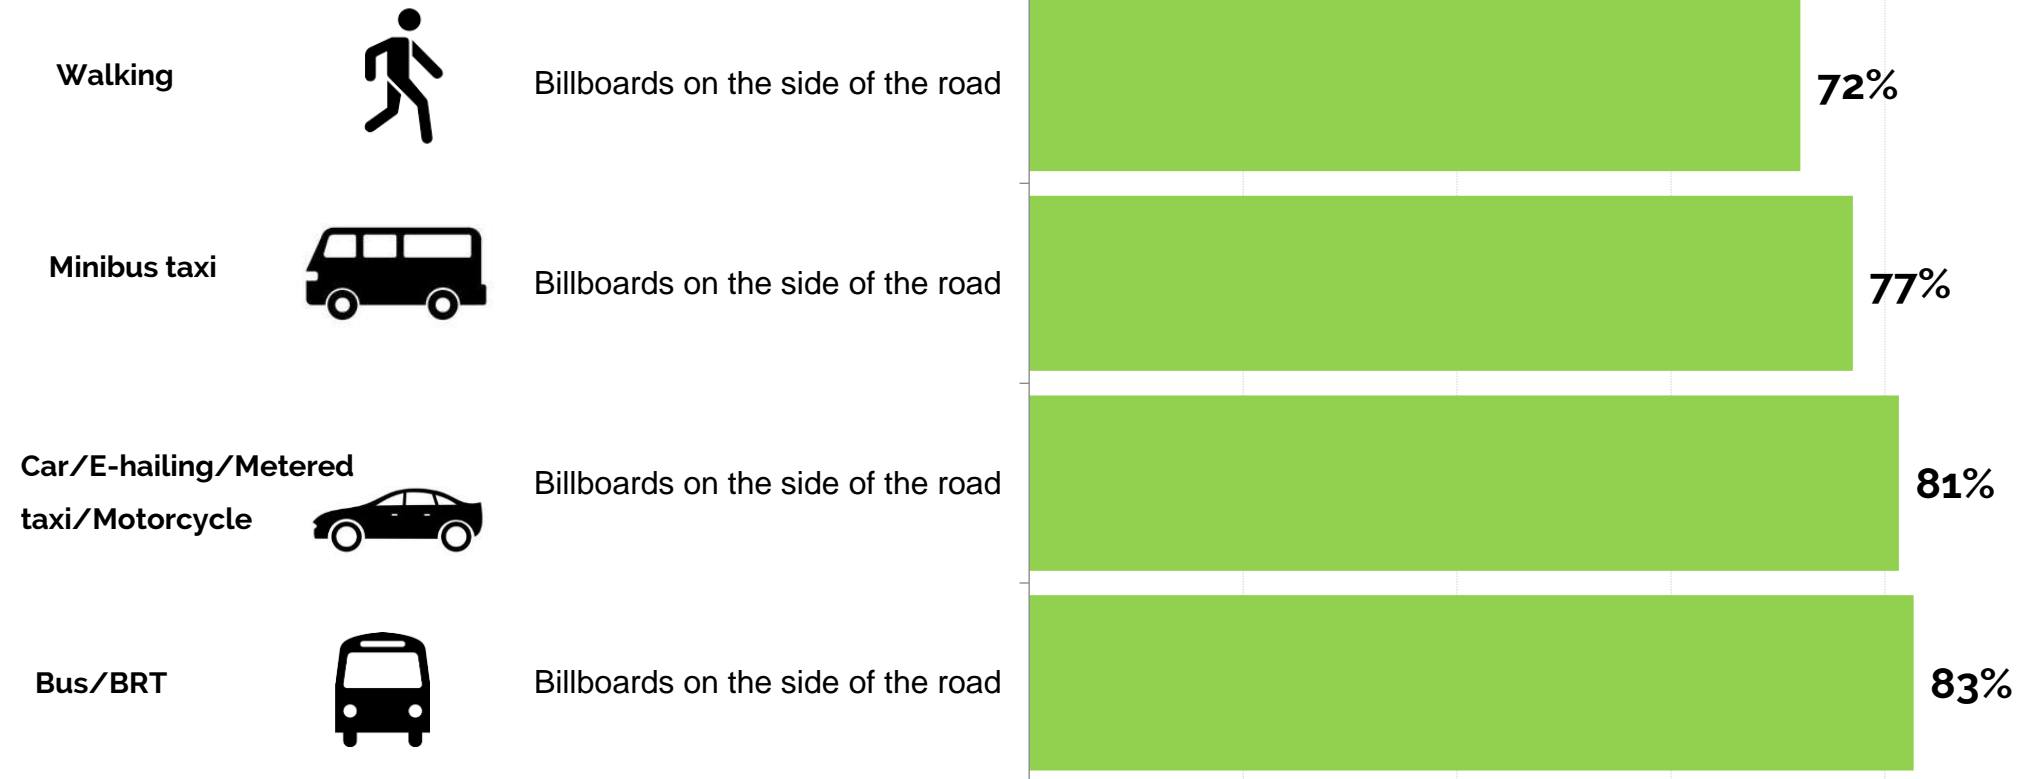 Walking
Billboards on the side of the road
72%
Minibus taxi
Billboards on the side of the road
77%
Car/E-hailing/Metered
taxi/Motorcycle
Billboards on the side of the road
81%
Bus/BRT
Billboards on the side of the road
83%